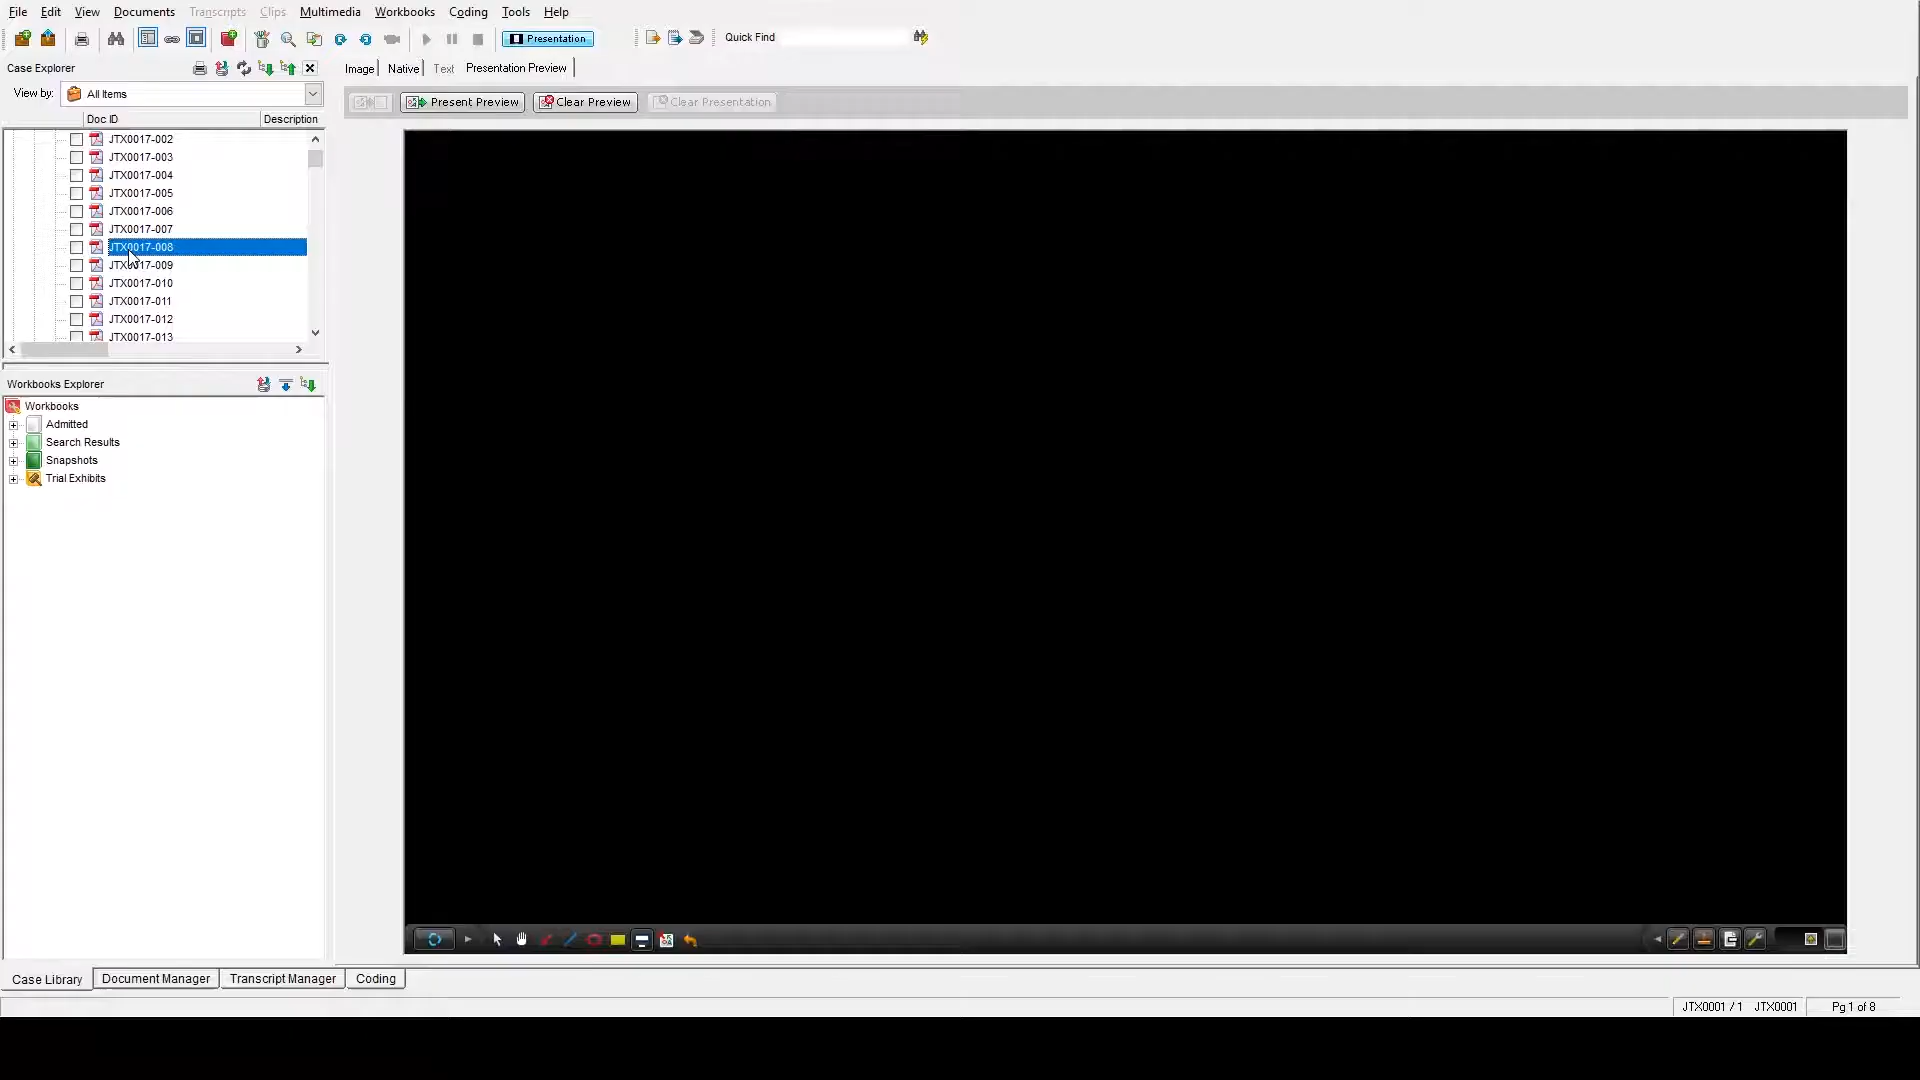 File Edit View Documents Transcripts Clips Multimedia Workbooks Coding Tools Help
Presentation Quick Find
Case Explorer
Image Native Text Presentation Preview
View by: All Items
Present Preview Clear Preview Clear Presentation
Doc ID Description
JTX0017-002
JTX0017-003
JTX0017-004
JTX0017-005
JTX0017-006
JTX0017-007
JTX0017-008
JTX0017-009
JTX0017-010
JTX0017-011
JTX0017-012
JTX0017-013
Workbooks Explorer
Workbooks
Admitted
Search Results
Snapshots
Trial Exhibits
Case Library Document Manager Transcript Manager Coding
JTX0001 / 1 JTX0001 Pg 1 of 8